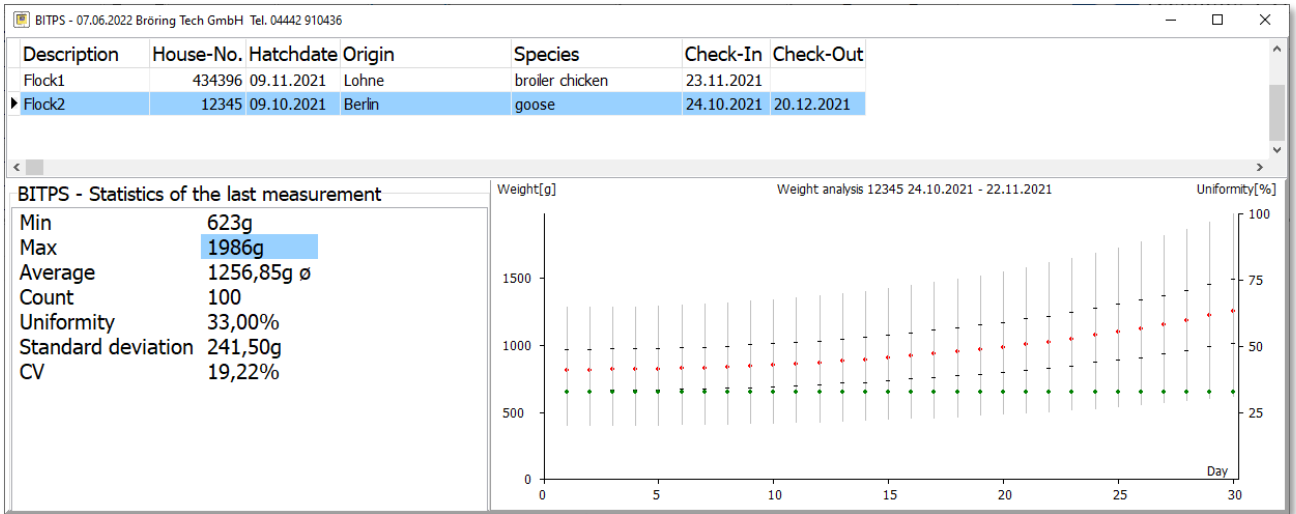 BITPS - 07.06.2022 Bröring Tech GmbH Tel. 04442 910436
Description House-No. Hatchdate Origin Species Check-In Check-Out
Flock1 434396 09.11.2021 Lohne broiler chicken 23.11.2021
Flock2 12345 09.10.2021 Berlin goose 24.10.2021 20.12.2021
BITPS - Statistics of the last measurement
Min 623g
Max 1986g
Average 1256,85g ø
Count 100
Uniformity 33,00%
Standard deviation 241,50g
CV 19,22%
Weight[g] Weight analysis 12345 24.10.2021 - 22.11.2021 Uniformity[%]
100
1500 75
1000 50
500 25
0 Day
0 5 10 15 20 25 30